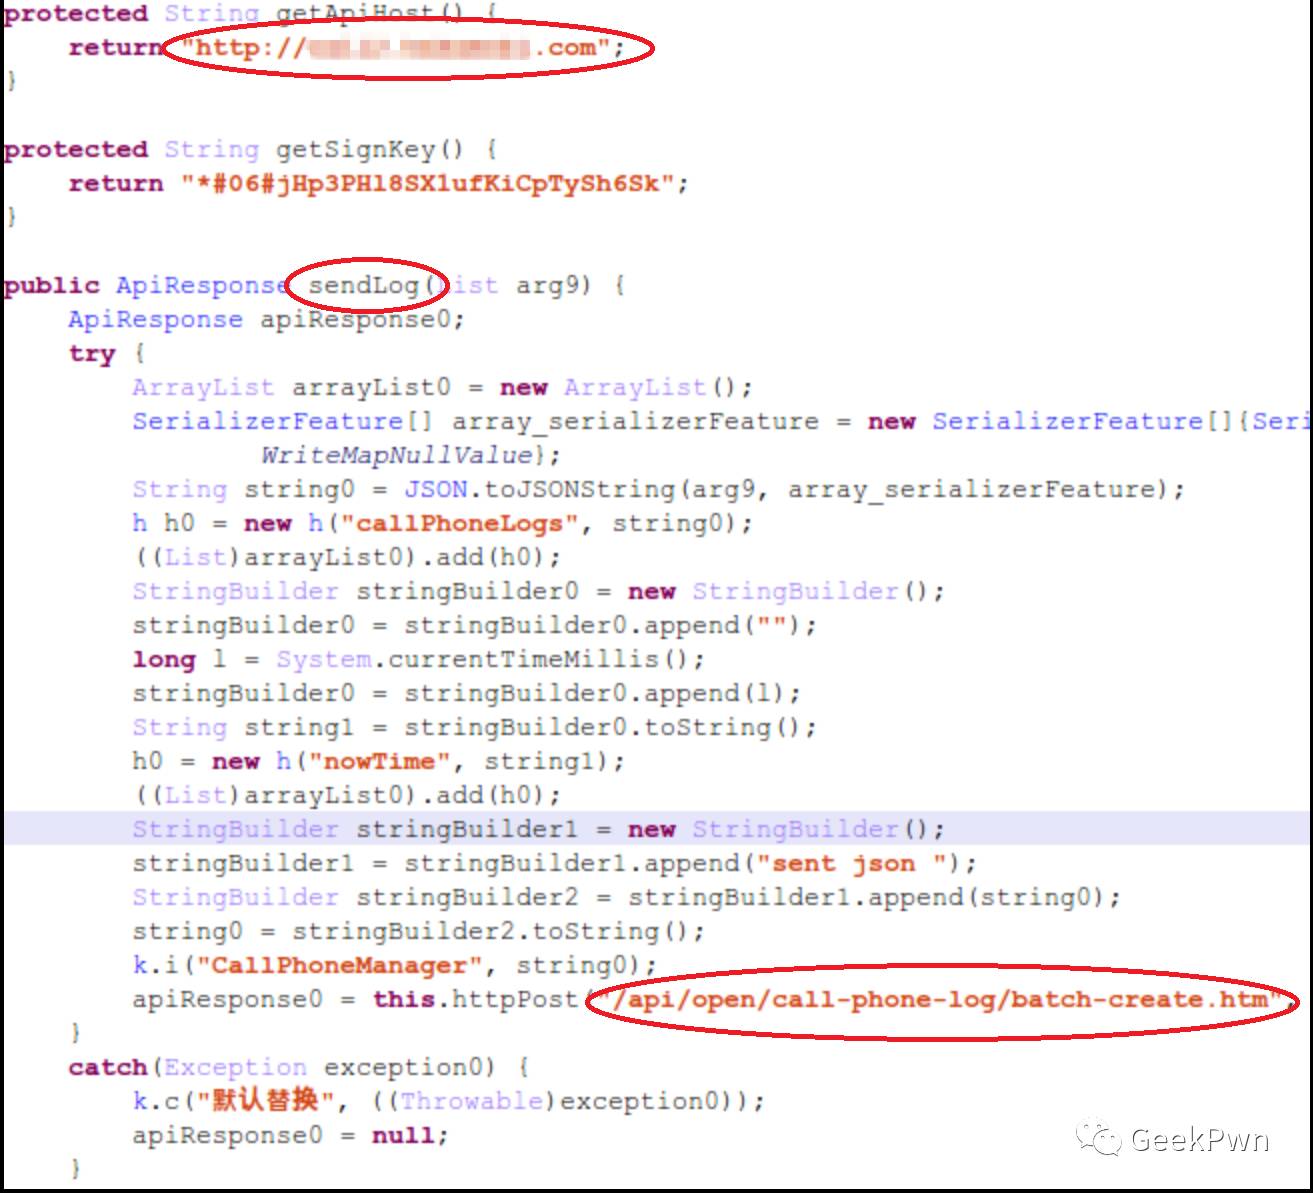 protected String getApiHost() {
return "http:// .com";
}
protected String getSignKey() {
return "*#06#jHp3PHl8SX1ufKiCpTySh6Sk";
}
public ApiResponse sendLog(List arg9) {
ApiResponse apiResponse0;
try {
ArrayList arrayList0 = new ArrayList();
SerializerFeature[] array_serializerFeature = new SerializerFeature[]{Seri
WriteMapNullValue};
String string0 = JSON.toJSONString(arg9, array_serializerFeature);
h h0 = new h("callPhoneLogs", string0);
((List)arrayList0).add(h0);
StringBuilder stringBuilder0 = new StringBuilder();
stringBuilder0 = stringBuilder0.append("");
long l = System.currentTimeMillis();
stringBuilder0 = stringBuilder0.append(l);
String string1 = stringBuilder0.toString();
h0 = new h("nowTime", string1);
((List)arrayList0).add(h0);
StringBuilder stringBuilder1 = new StringBuilder();
stringBuilder1 = stringBuilder1.append("sent json ");
StringBuilder stringBuilder2 = stringBuilder1.append(string0);
string0 = stringBuilder2.toString();
k.i("CallPhoneManager", string0);
apiResponse0 = this.httpPost("/api/open/call-phone-log/batch-create.htm",
}
catch(Exception exception0) {
k.c("默认替换", ((Throwable)exception0));
apiResponse0 = null;
}
GeekPwn